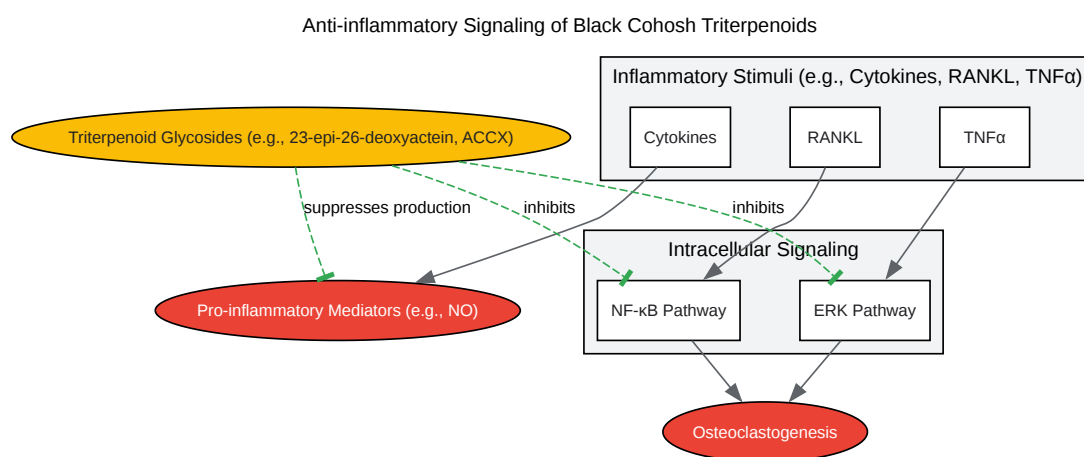 Anti-inflammatory Signaling of Black Cohosh Triterpenoids
Inflammatory Stimuli (e.g., Cytokines, RANKL, TNFα)
Triterpenoid Glycosides (e.g., 23-epi-26-deoxyactein, ACCX)
Cytokines
RANKL
TNFα
suppresses production
inhibits
inhibits
Intracellular Signaling
Pro-inflammatory Mediators (e.g., NO)
NF-κB Pathway
ERK Pathway
Osteoclastogenesis